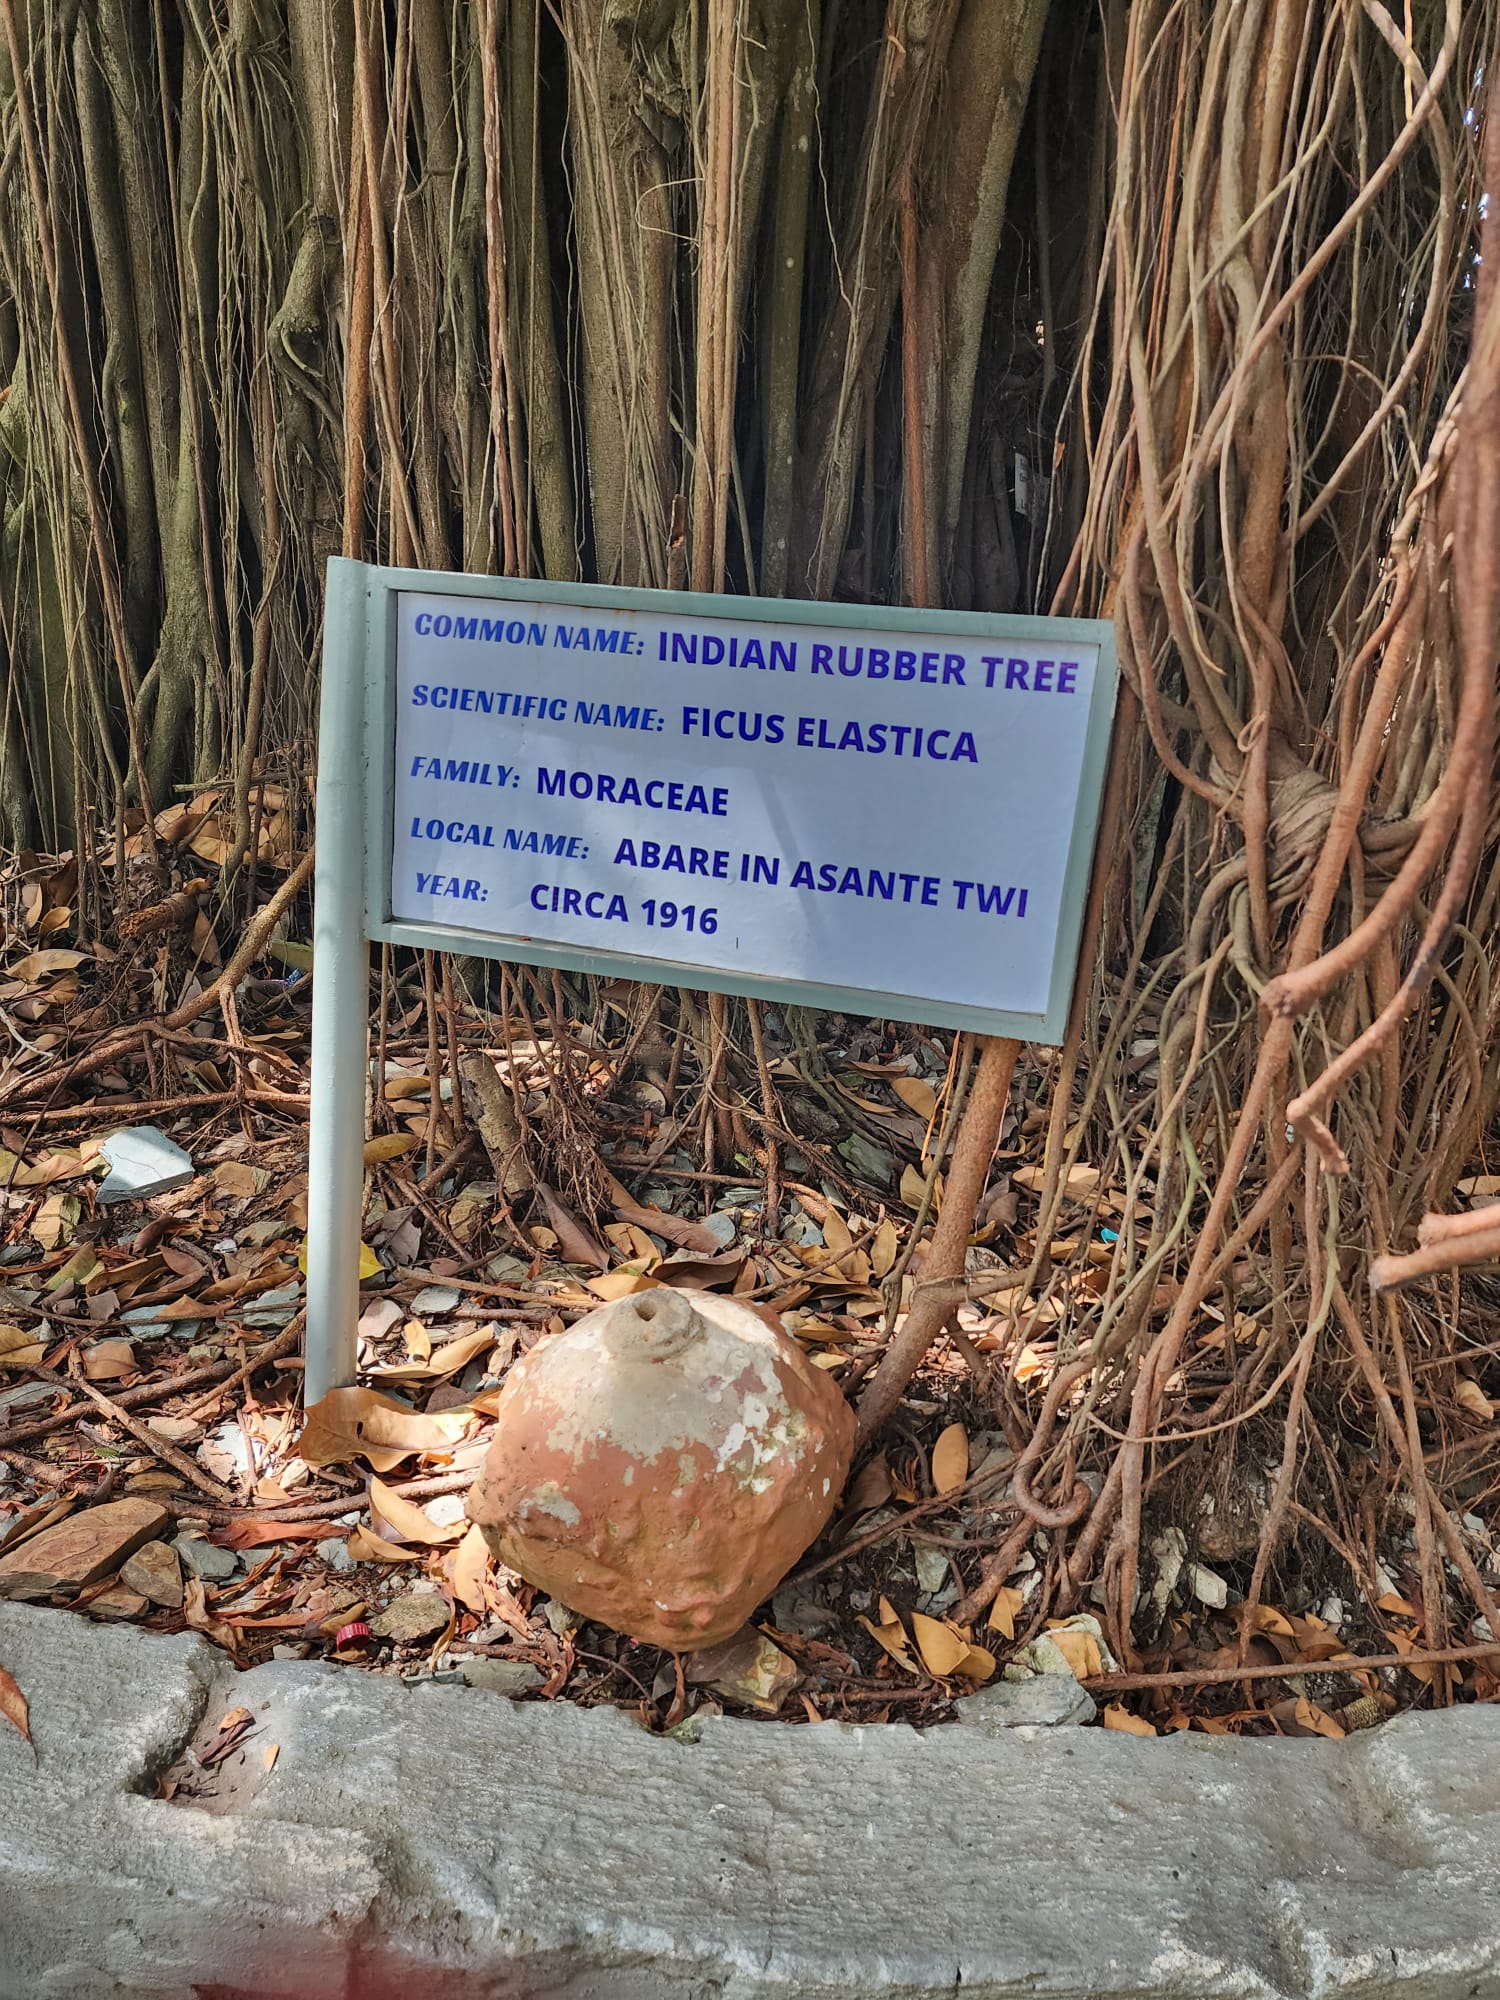 COMMON NAME: INDIAN RUBBER TREE
SCIENTIFIC NAME: FICUS ELASTICA
FAMILY: MORACEAE
LOCAL NAME: ABARE IN ASANTE TWI
YEAR: CIRCA 1916